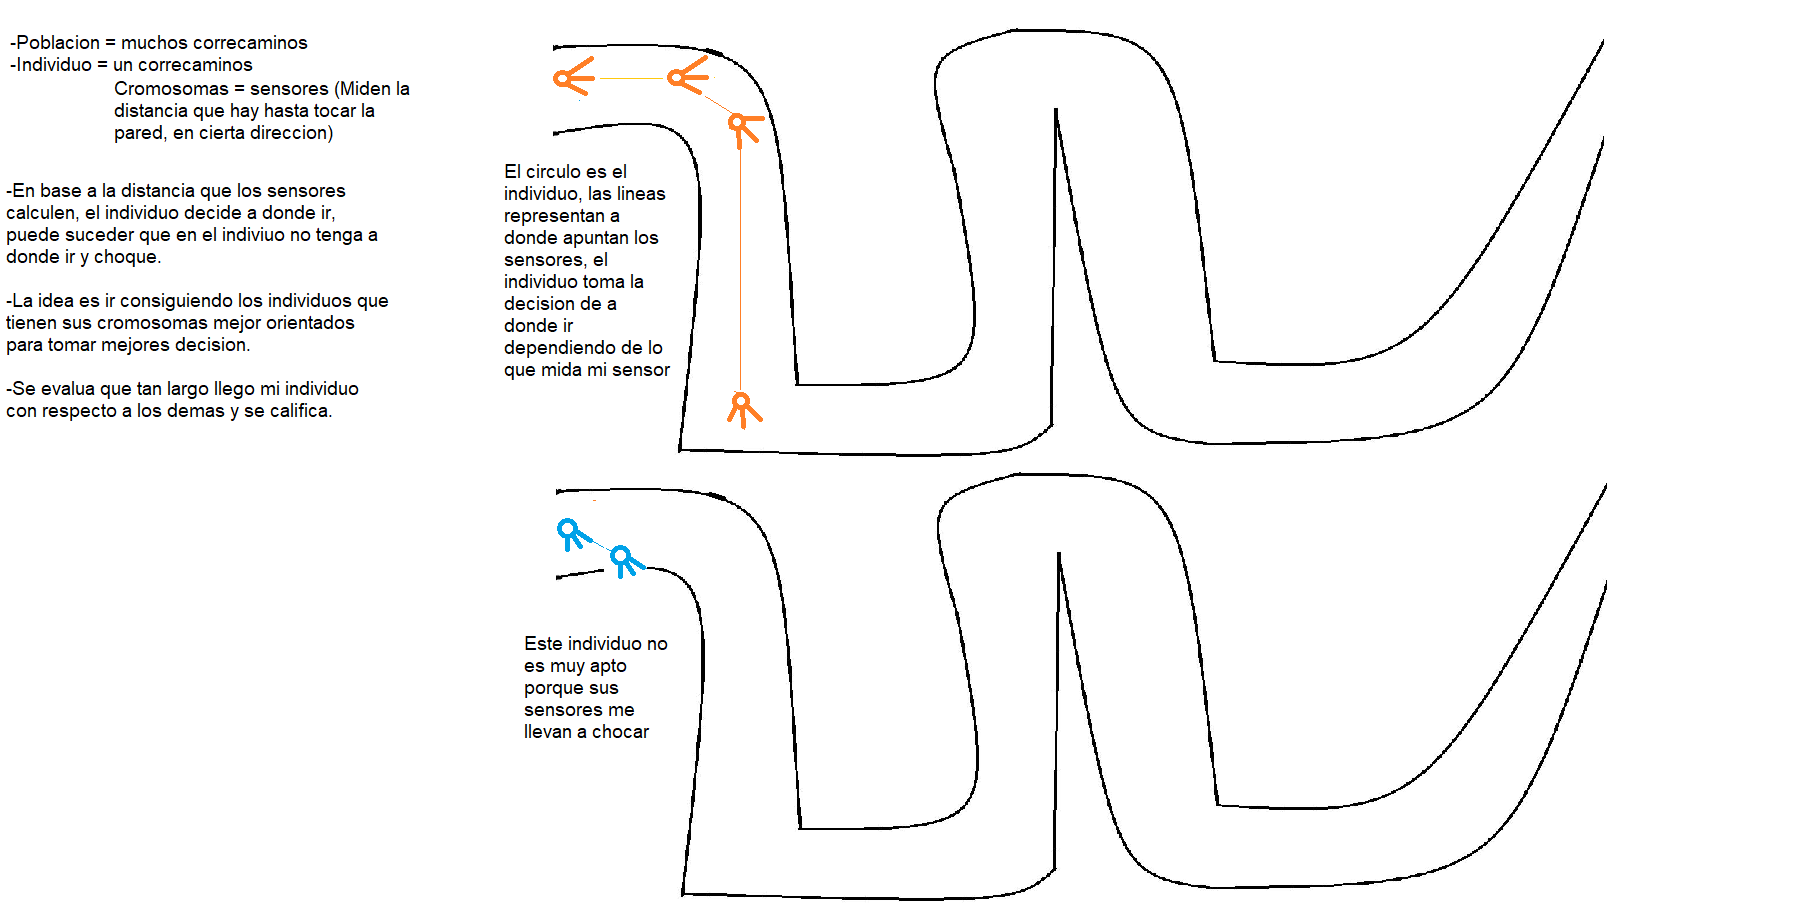 -Poblacion = muchos correcaminos
-Individuo = un correcaminos
Cromosomas = sensores (Miden la
distancia que hay hasta tocar la
pared, en cierta direccion)
-En base a la distancia que los sensores
calculen, el individuo decide a donde ir,
puede suceder que en el indiviuo no tenga a
donde ir y choque.
-La idea es ir consiguiendo los individuos que
tienen sus cromosomas mejor orientados
para tomar mejores decision.
-Se evalua que tan largo llego mi individuo
con respecto a los demas y se califica.
El circulo es el
individuo, las lineas
representan a
donde apuntan los
sensores, el
individuo toma la
decision de a
donde ir
dependiendo de lo
que mida mi sensor
Este individuo no
es muy apto
porque sus
sensores me
llevan a chocar